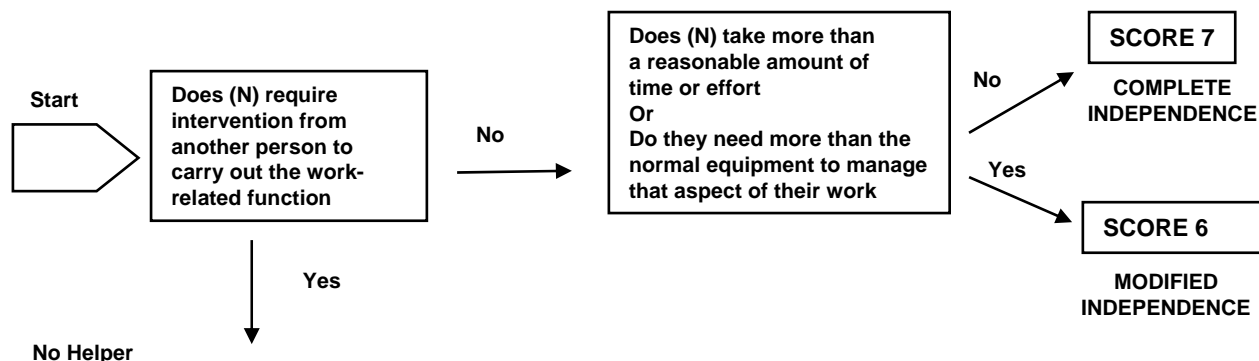 Start
Does (N) require
intervention from
another person to
carry out the work-
related function
No
Yes
Does (N) take more than
a reasonable amount of
time or effort
Or
Do they need more than the
normal equipment to manage
that aspect of their work
No
Yes
SCORE 7
COMPLETE
INDEPENDENCE
SCORE 6
MODIFIED
INDEPENDENCE
No Helper